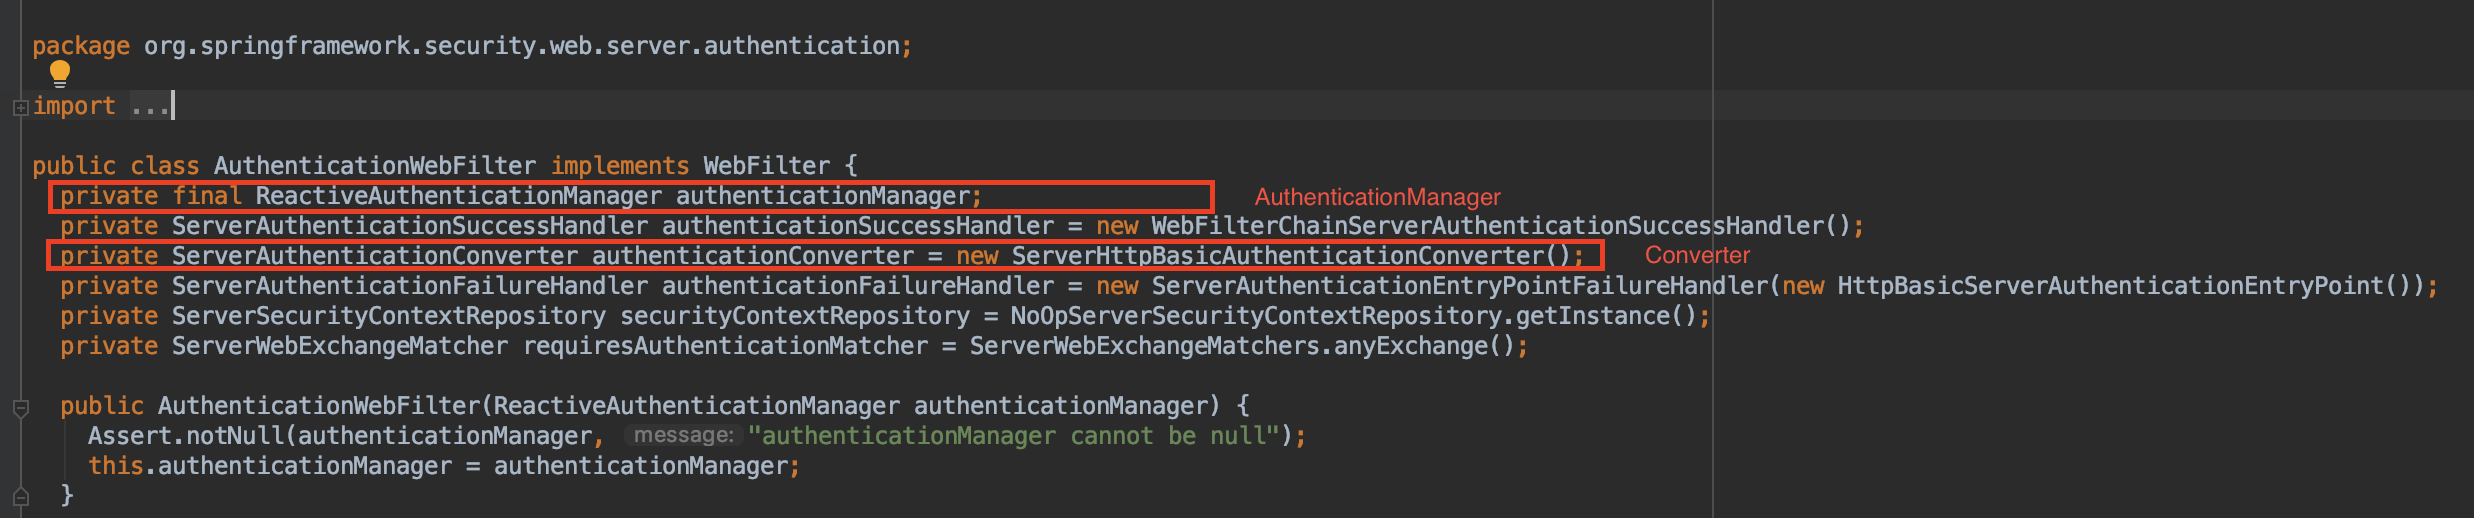 package org.springframework.security.web.server.authentication;
import ...
public class AuthenticationWebFilter implements WebFilter {
private final ReactiveAuthenticationManager authenticationManager; AuthenticationManager
private ServerAuthenticationSuccessHandler authenticationSuccessHandler = new WebFilterChainServerAuthenticationSuccessHandler();
private ServerAuthenticationConverter authenticationConverter = new ServerHttpBasicAuthenticationConverter(); Converter
private ServerAuthenticationFailureHandler authenticationFailureHandler = new ServerAuthenticationEntryPointFailureHandler(new HttpBasicServerAuthenticationEntryPoint());
private ServerSecurityContextRepository securityContextRepository = NoOpServerSecurityContextRepository.getInstance();
private ServerWebExchangeMatcher requiresAuthenticationMatcher = ServerWebExchangeMatchers.anyExchange();
public AuthenticationWebFilter(ReactiveAuthenticationManager authenticationManager) {
Assert.notNull(authenticationManager, message: "authenticationManager cannot be null");
this.authenticationManager = authenticationManager;
}